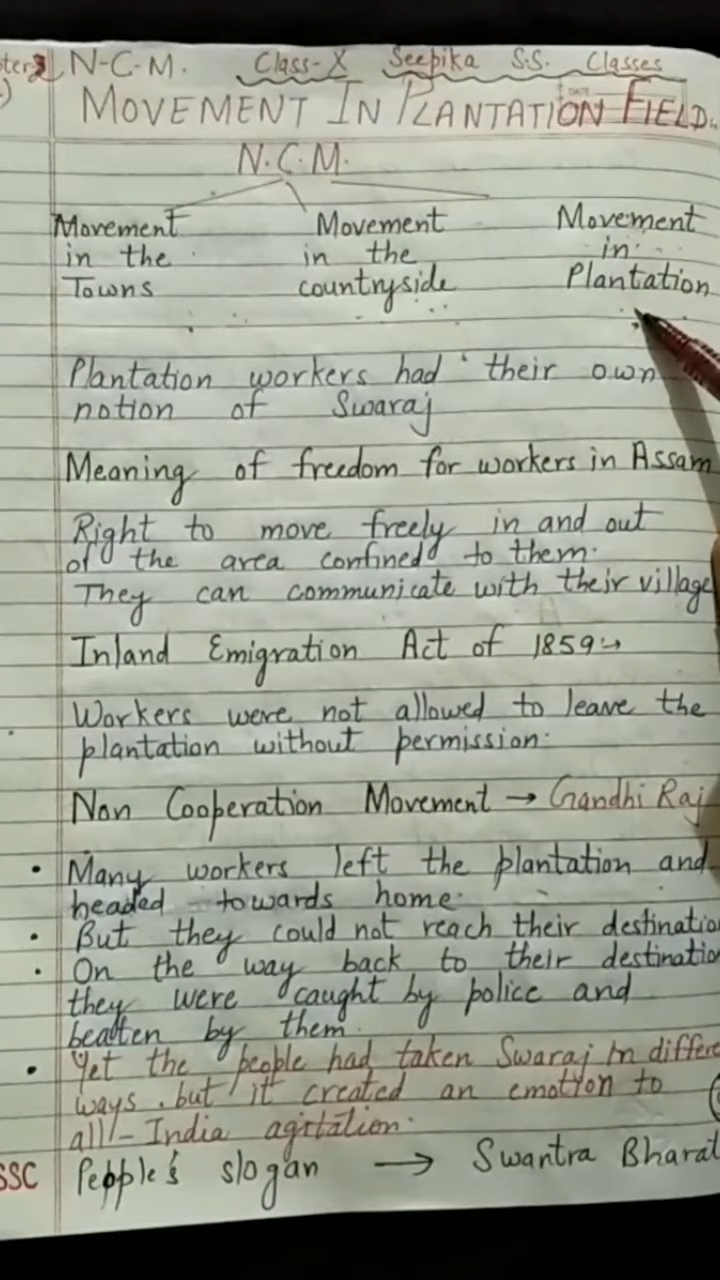 N-C-M. Class-X Seepika S.S. Classes
MOVEMENT IN PLANTATION FIELD.
N.C.M.
Movement Movement Movement
in the in the in
Towns countryside Plantation
Plantation workers had their own
notion of Swaraj
Meaning of freedom for workers in Assam
Right to move freely in and out
of the area confined to them.
They can communicate with their village
Inland Emigration Act of 1859→
Workers were not allowed to leave the
plantation without permission.
Non Cooperation Movement → Gandhi Raj
• Many workers left the plantation and
headed towards home.
• But they could not reach their destinatio
• On the way back to their destinatio
they were caught by police and
beatten by them.
• Yet the people had taken Swaraj in differe
ways. but it created an emotion to
all-India agitation.
SSC People's slogan → Swantra Bharat